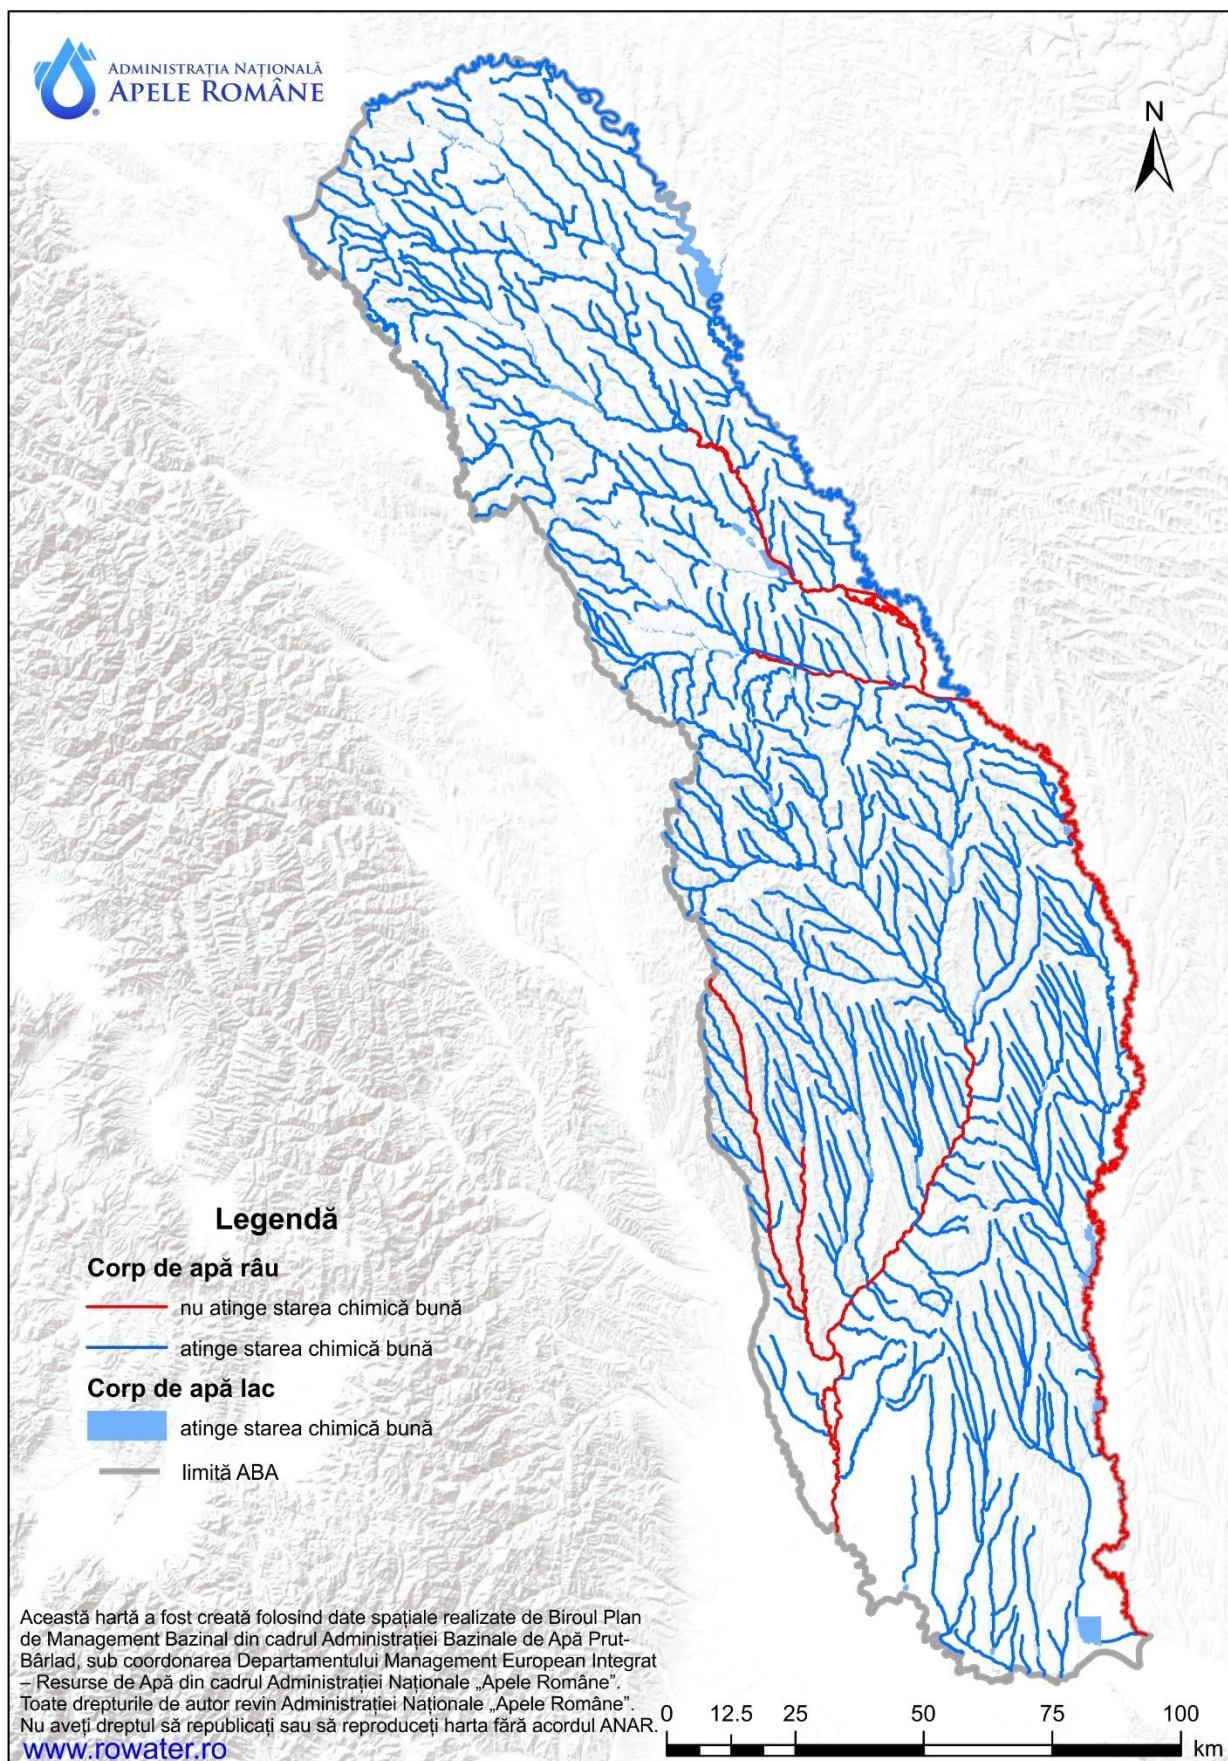 ADMINISTRAȚIA NAȚIONALĂ
APELE ROMÂNE
®
N
Legendă
Corp de apă râu
nu atinge starea chimică bună
atinge starea chimică bună
Corp de apă lac
atinge starea chimică bună
limită ABA
Această hartă a fost creată folosind date spațiale realizate de Biroul Plan
de Management Bazinal din cadrul Administrației Bazinale de Apă Prut-
Bârlad, sub coordonarea Departamentului Management European Integrat
– Resurse de Apă din cadrul Administrației Naționale „Apele Române”.
Toate drepturile de autor revin Administrației Naționale „Apele Române”.
Nu aveți dreptul să republicați sau să reproduceți harta fără acordul ANAR.
www.rowater.ro
0 12.5 25 50 75 100
km